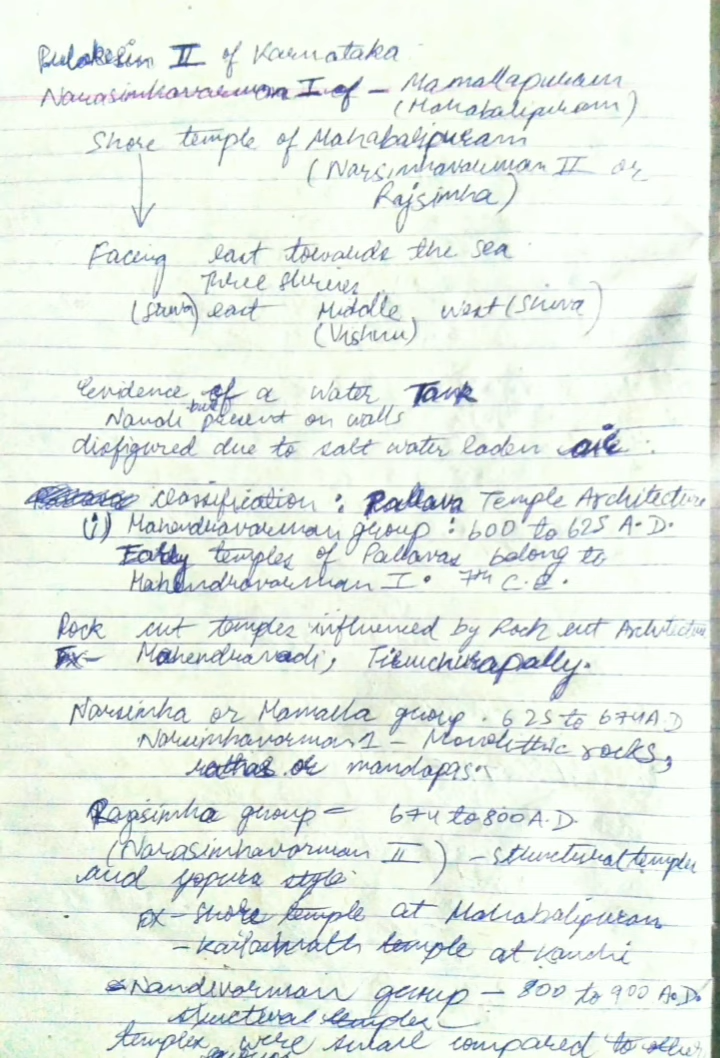 Pulakesin II of Karnataka
Narasimhavarman I of - Mamallapuram
(Mahabalipuram)
Shore temple of Mahabalipuram
(Narsimhavarman II or
Rajsimha)
Facing east towards the sea
Three shrines
(Shiva) east Middle west (Shiva)
(Vishnu)
Evidence of a water Tank
Nandi bull present on walls
disfigured due to salt water laden air.
classification : Pallava Temple Architecture
(i) Mahendravarman group : 600 to 625 A.D.
Early temples of Pallavas belong to
Mahendravarman I. 7th C.E.
Rock cut temples influenced by Rock cut Architecture
Ex- Mahendravadi, Tiruchirapally.
Narsimha or Mamalla group. 625 to 674 A.D
Narsimhavarman 1 - Monolithic rocks,
rathas or mandapas.
Rajasimha group = 674 to 800 A.D.
(Narasimhavarman II) - structural temples
and gopura style
Ex - Shore temple at Mahabalipuram
- Kailashnath temple at Kanchi
Nandivarman group - 800 to 900 A.D.
structural temples
temples were small compared to other
groups